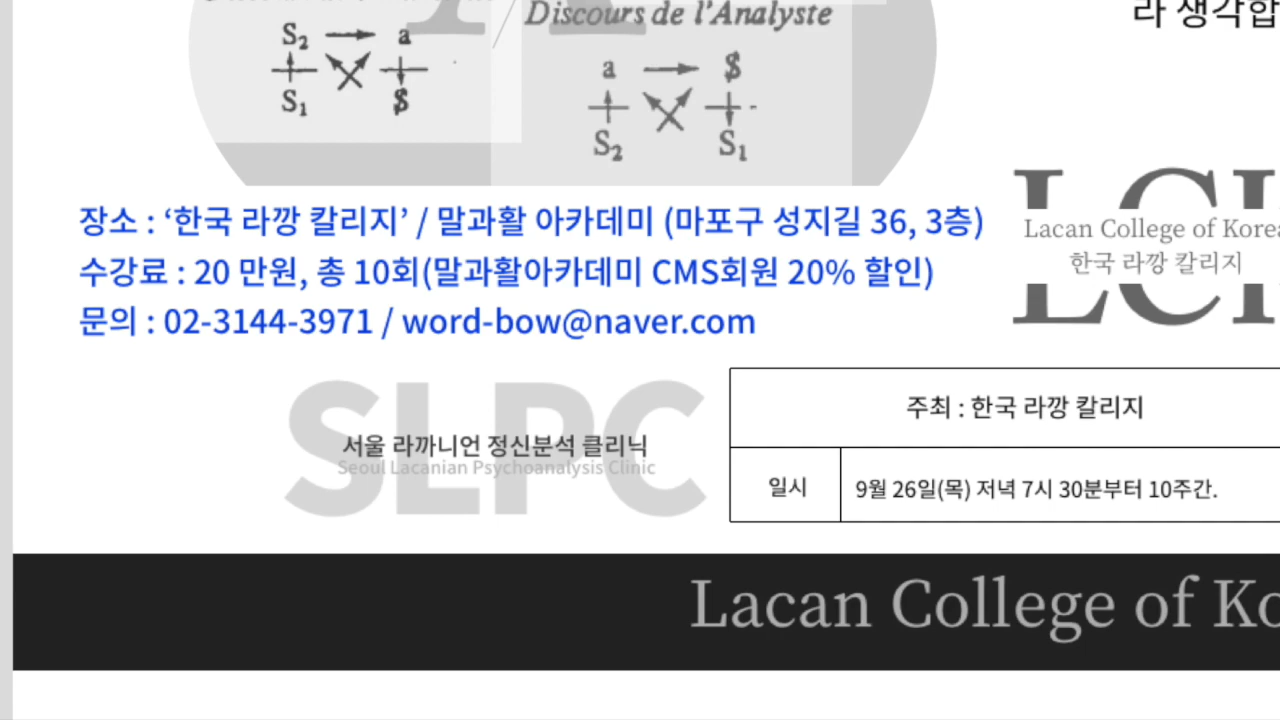 Discours de l'Analyste
라 생각합
S₂ a
S₁ $
a $
S₂ S₁
장소 : ‘한국 라깡 칼리지’ / 말과활 아카데미 (마포구 성지길 36, 3층)
수강료 : 20 만원, 총 10회(말과활아카데미 CMS회원 20% 할인)
문의 : 02-3144-3971 / word-bow@naver.com
Lacan College of Korea
한국 라깡 칼리지
SLPC
서울 라까니언 정신분석 클리닉
Seoul Lacanian Psychoanalysis Clinic
주최 : 한국 라깡 칼리지
일시 9월 26일(목) 저녁 7시 30분부터 10주간.
Lacan College of Ko